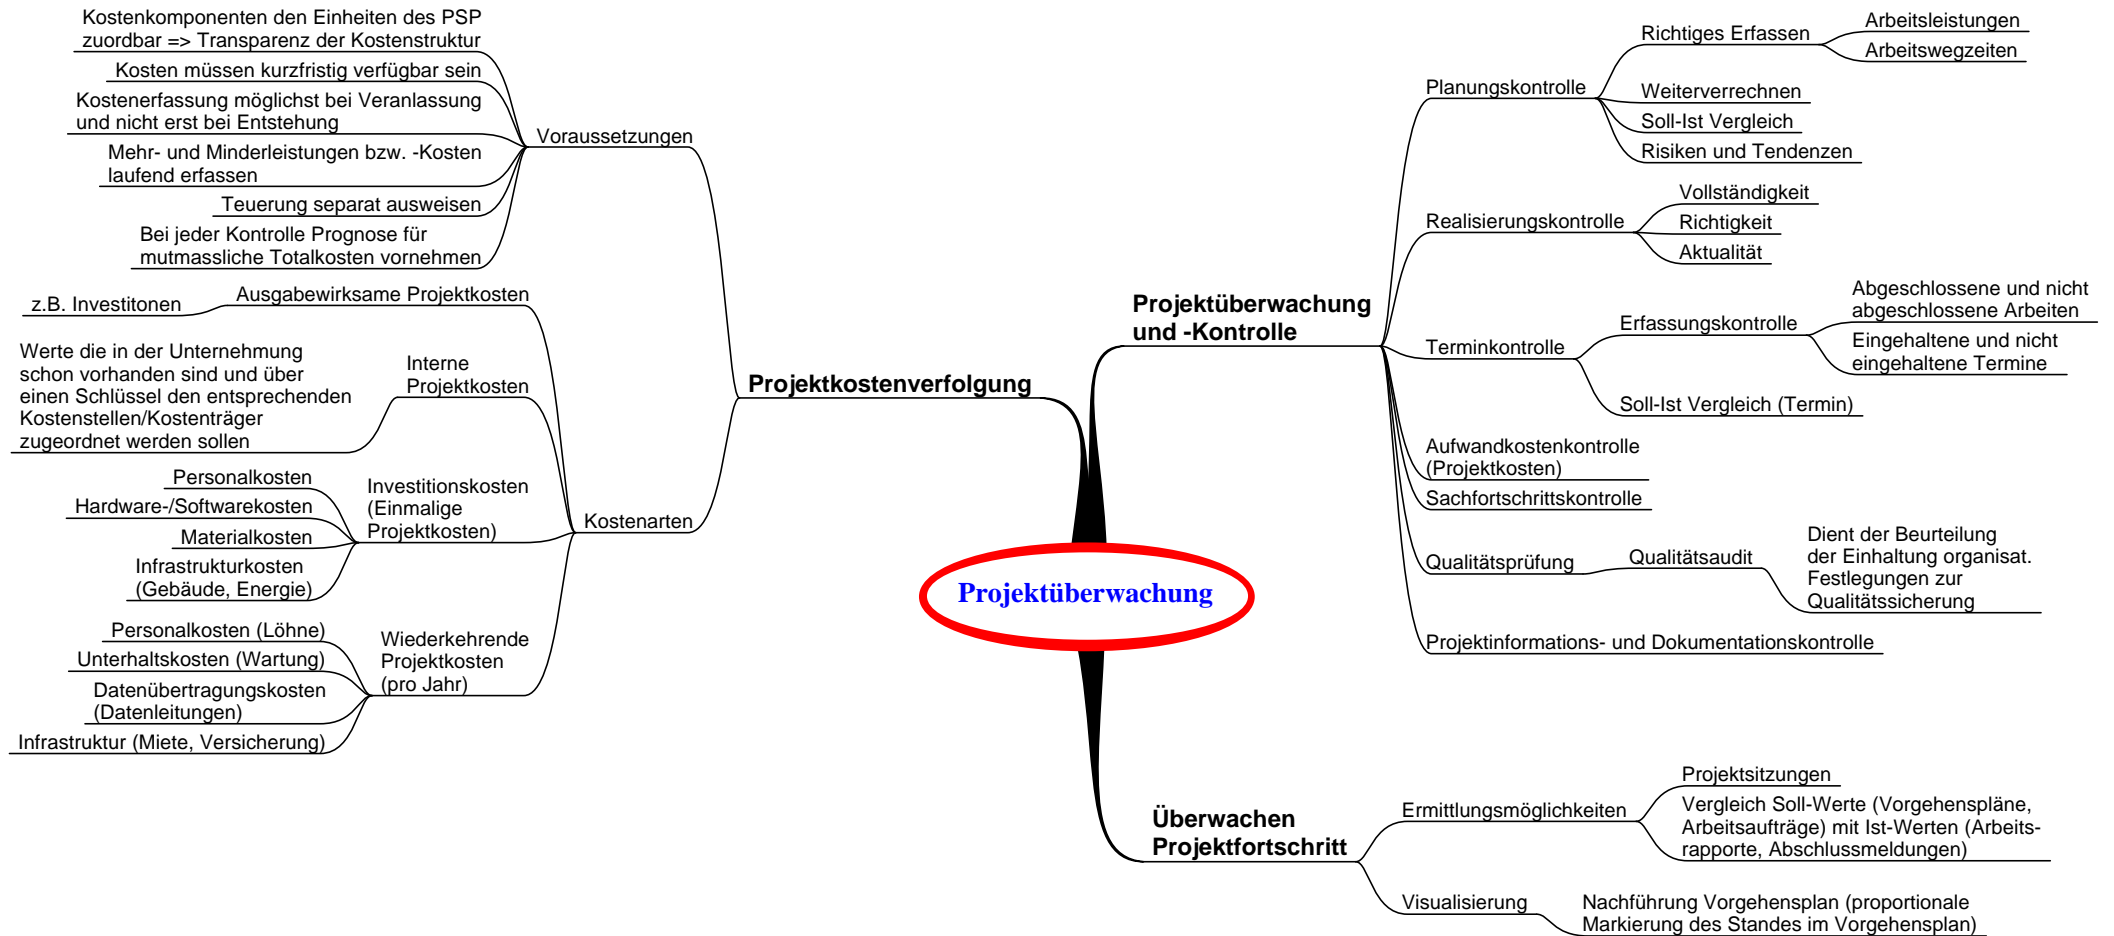 Projektüberwachung
Projektüberwachung
und -Kontrolle
Planungskontrolle
Richtiges Erfassen
Arbeitsleistungen
Arbeitswegzeiten
Weiterverrechnen
Soll-Ist Vergleich
Risiken und Tendenzen
Realisierungskontrolle
Vollständigkeit
Richtigkeit
Aktualität
Terminkontrolle
Erfassungskontrolle
Abgeschlossene und nicht
abgeschlossene Arbeiten
Eingehaltene und nicht
eingehaltene Termine
Soll-Ist Vergleich (Termin)
Aufwandkostenkontrolle
(Projektkosten)
Sachfortschrittskontrolle
Qualitätsprüfung
Qualitätsaudit
Dient der Beurteilung
der Einhaltung organisat.
Festlegungen zur
Qualitätssicherung
Projektinformations- und Dokumentationskontrolle
Überwachen
Projektfortschritt
Ermittlungsmöglichkeiten
Projektsitzungen
Vergleich Soll-Werte (Vorgehenspläne,
Arbeitsaufträge) mit Ist-Werten (Arbeits-
rapporte, Abschlussmeldungen)
Visualisierung
Nachführung Vorgehensplan (proportionale
Markierung des Standes im Vorgehensplan)
Projektkostenverfolgung
Voraussetzungen
Kostenkomponenten den Einheiten des PSP
zuordbar => Transparenz der Kostenstruktur
Kosten müssen kurzfristig verfügbar sein
Kostenerfassung möglichst bei Veranlassung
und nicht erst bei Entstehung
Mehr- und Minderleistungen bzw. -Kosten
laufend erfassen
Teuerung separat ausweisen
Bei jeder Kontrolle Prognose für
mutmassliche Totalkosten vornehmen
Kostenarten
Ausgabewirksame Projektkosten
z.B. Investitonen
Interne
Projektkosten
Werte die in der Unternehmung
schon vorhanden sind und über
einen Schlüssel den entsprechenden
Kostenstellen/Kostenträger
zugeordnet werden sollen
Investitionskosten
(Einmalige
Projektkosten)
Personalkosten
Hardware-/Softwarekosten
Materialkosten
Infrastrukturkosten
(Gebäude, Energie)
Wiederkehrende
Projektkosten
(pro Jahr)
Personalkosten (Löhne)
Unterhaltskosten (Wartung)
Datenübertragungskosten
(Datenleitungen)
Infrastruktur (Miete, Versicherung)